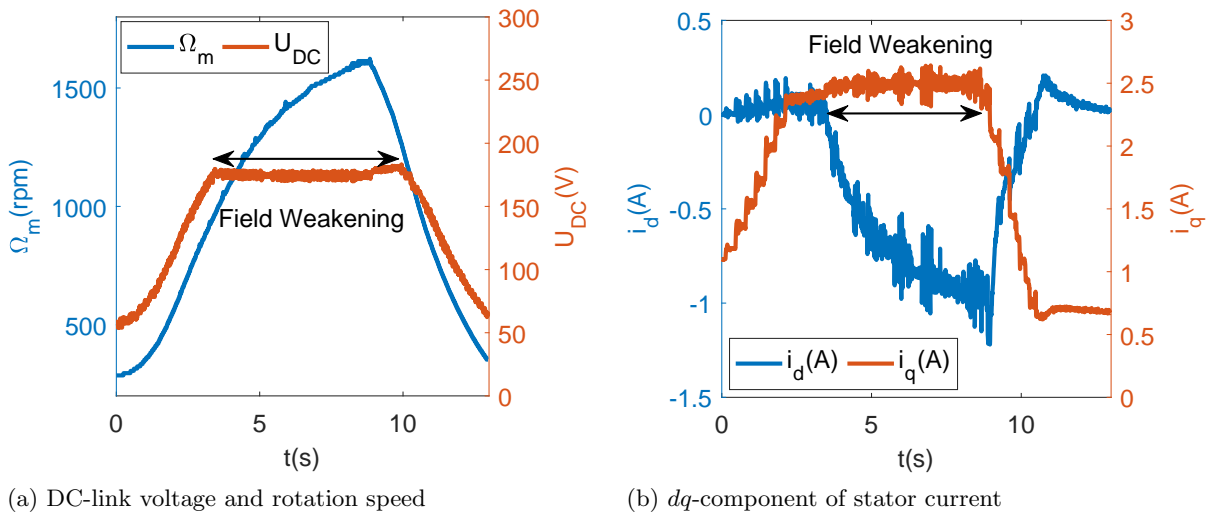 300
Ω_m U_DC
250
1500
200
1000
150
Field Weakening
100
500
50
0
0 5 10
t(s)
Ω_m(rpm)
U_DC(V)
(a) DC-link voltage and rotation speed
0.5 3
Field Weakening
2.5
0
2
-0.5 1.5
1
-1
0.5
i_d(A) i_q(A)
-1.5 0
0 5 10
t(s)
i_d(A)
i_q(A)
(b) dq-component of stator current